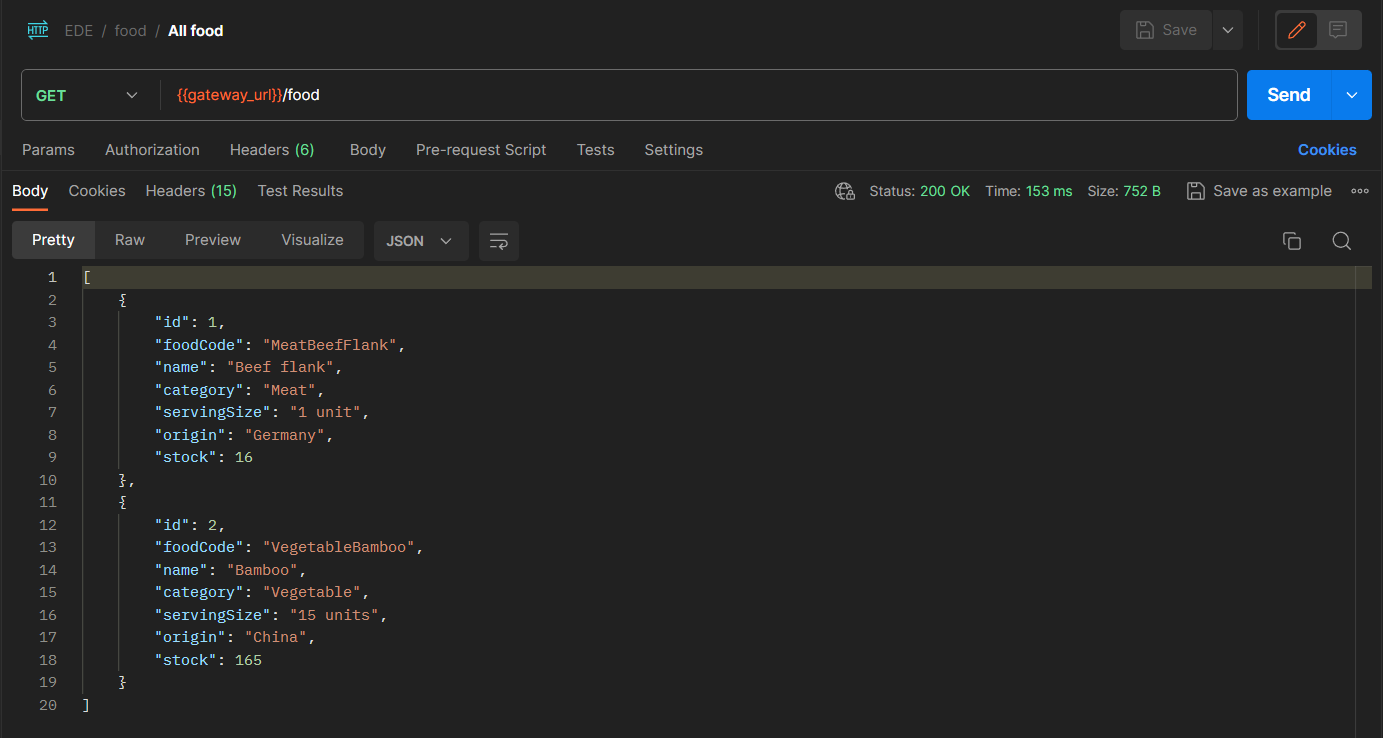 HTTP EDE / food / All food Save
GET {{gateway_url}}/food Send
Params Authorization Headers (6) Body Pre-request Script Tests Settings Cookies
Body Cookies Headers (15) Test Results Status: 200 OK Time: 153 ms Size: 752 B Save as example
Pretty Raw Preview Visualize JSON
1 [
2 {
3 "id": 1,
4 "foodCode": "MeatBeefFlank",
5 "name": "Beef flank",
6 "category": "Meat",
7 "servingSize": "1 unit",
8 "origin": "Germany",
9 "stock": 16
10 },
11 {
12 "id": 2,
13 "foodCode": "VegetableBamboo",
14 "name": "Bamboo",
15 "category": "Vegetable",
16 "servingSize": "15 units",
17 "origin": "China",
18 "stock": 165
19 }
20 ]